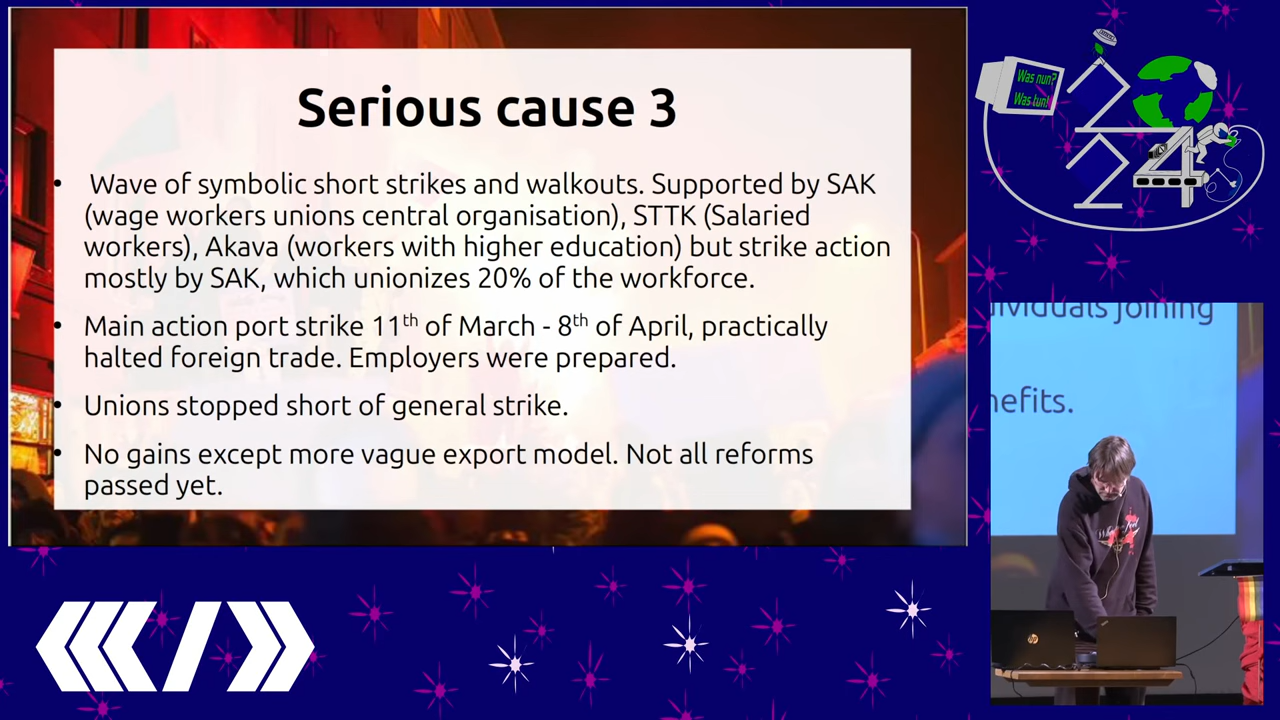 Serious cause 3
• Wave of symbolic short strikes and walkouts. Supported by SAK
(wage workers unions central organisation), STTK (Salaried
workers), Akava (workers with higher education) but strike action
mostly by SAK, which unionizes 20% of the workforce.
• Main action port strike 11th of March - 8th of April, practically
halted foreign trade. Employers were prepared.
• Unions stopped short of general strike.
• No gains except more vague export model. Not all reforms
passed yet.
Was nun?
Was tun!
2024
joining
hp